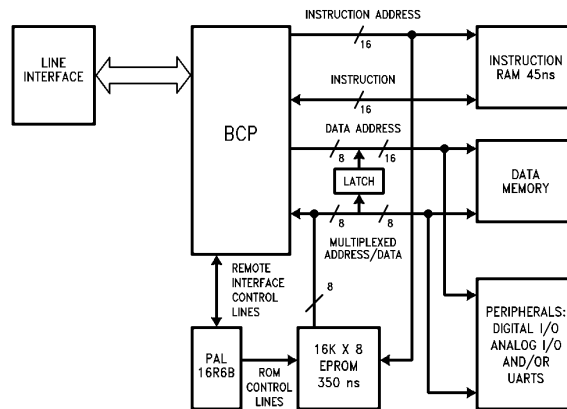 INSTRUCTION ADDRESS
16
LINE
INTERFACE
BCP
INSTRUCTION
RAM 45ns
INSTRUCTION
16
DATA ADDRESS
8
16
LATCH
DATA
MEMORY
8
8
MULTIPLEXED
ADDRESS/DATA
REMOTE
INTERFACE
CONTROL
LINES
8
PAL
16R6B
ROM
CONTROL
LINES
16K X 8
EPROM
350 ns
PERIPHERALS:
DIGITAL I/O
ANALOG I/O
AND/OR
UARTS